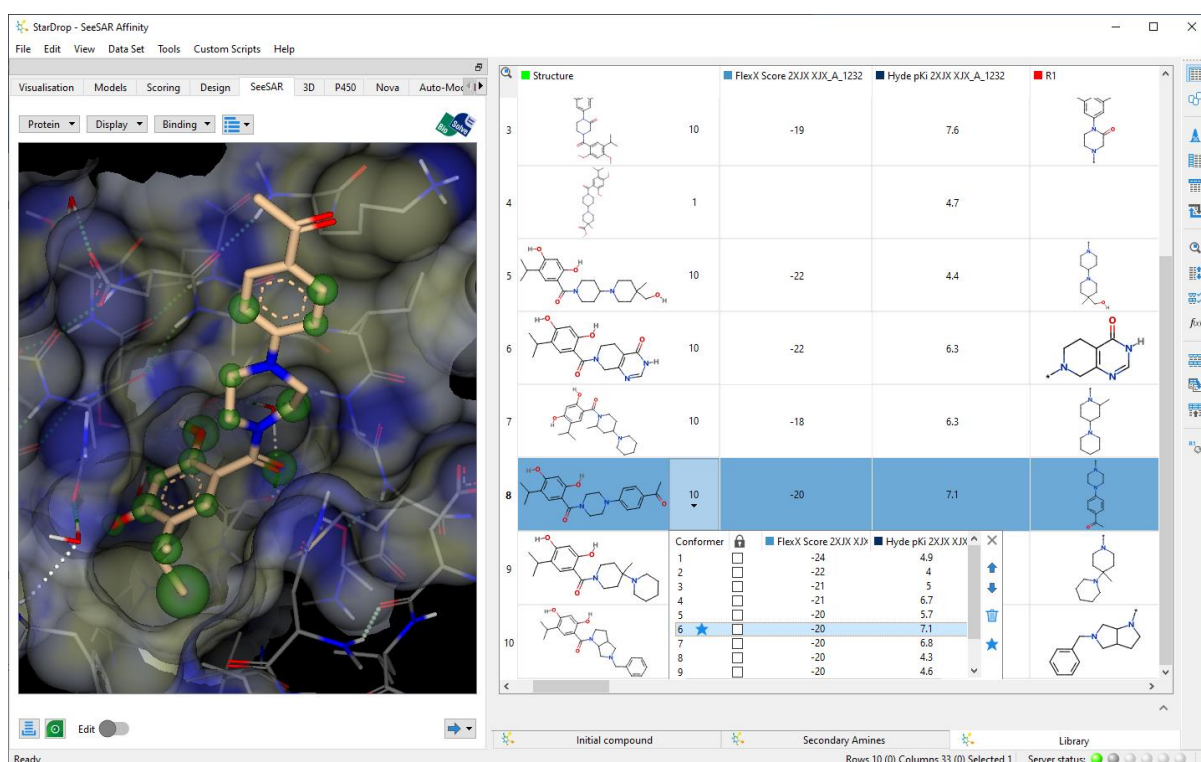 StarDrop - SeeSAR Affinity
File Edit View Data Set Tools Custom Scripts Help
Visualisation Models Scoring Design SeeSAR 3D P450 Nova Auto-Mo
Protein Display Binding
Bio Solve
Structure FlexX Score 2XJX XJX_A_1232 Hyde pKi 2XJX XJX_A_1232 R1
3 10 -19 7.6
4 1 4.7
5 10 -22 4.4
6 10 -22 6.3
7 10 -18 6.3
8 10 -20 7.1
9
10
Conformer FlexX Score 2XJX XJX Hyde pKi 2XJX XJX
1 -24 4.9
2 -22 4
3 -21 5
4 -21 6.7
5 -20 5.7
6 -20 7.1
7 -20 6.8
8 -20 4.3
9 -20 4.6
f(x)
R1
Edit
Initial compound Secondary Amines Library
Ready Rows 10 (0) Columns 33 (0) Selected 1 Server status: